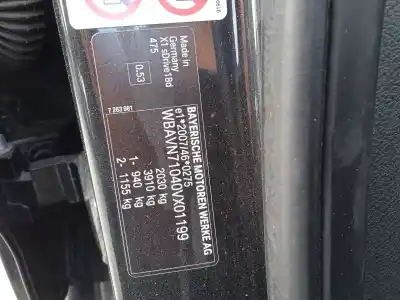 BAYERISCHE MOTOREN WERKE AG
e1*2007/46*0275
WBAVN71040VX01199
2030 kg
3910 kg
1- 940 kg
2- 1155 kg
Made in
Germany
X1 sDrive18d
475
0.53
7 263 981